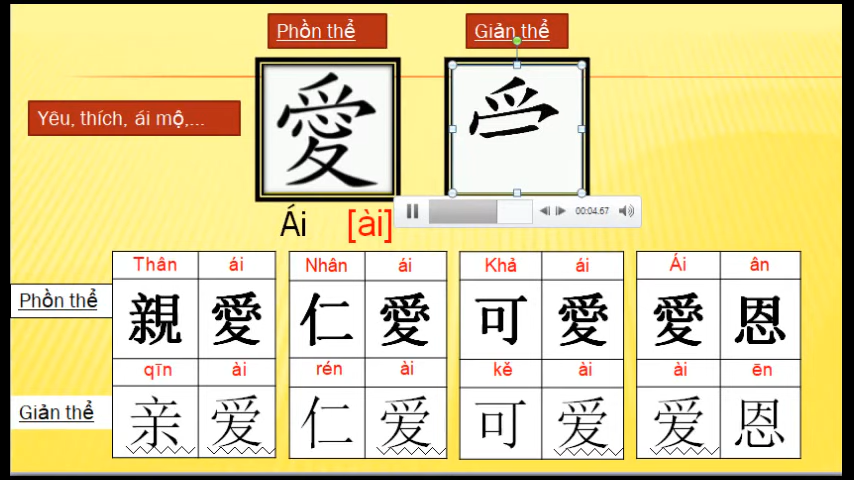 Phồn thể
Giản thể
Yêu, thích, ái mộ,...
愛
Ái [ài]
00:04.67
Thân ái Nhân ái Khả ái Ái ân
Phồn thể 親 愛 仁 愛 可 愛 愛 恩
qīn ài rén ài kě ài ài ēn
Giản thể 亲 爱 仁 爱 可 爱 爱 恩